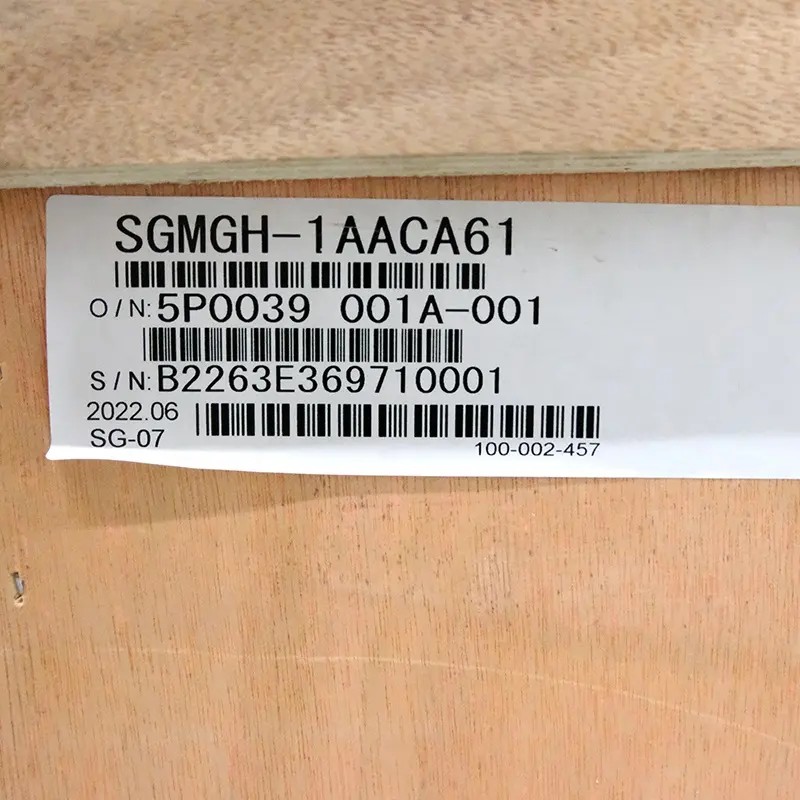 SGMGH-1AACA61
O/N:5P0039 001A-001
S/N:B2263E369710001
2022.06
SG-07
100-002-457